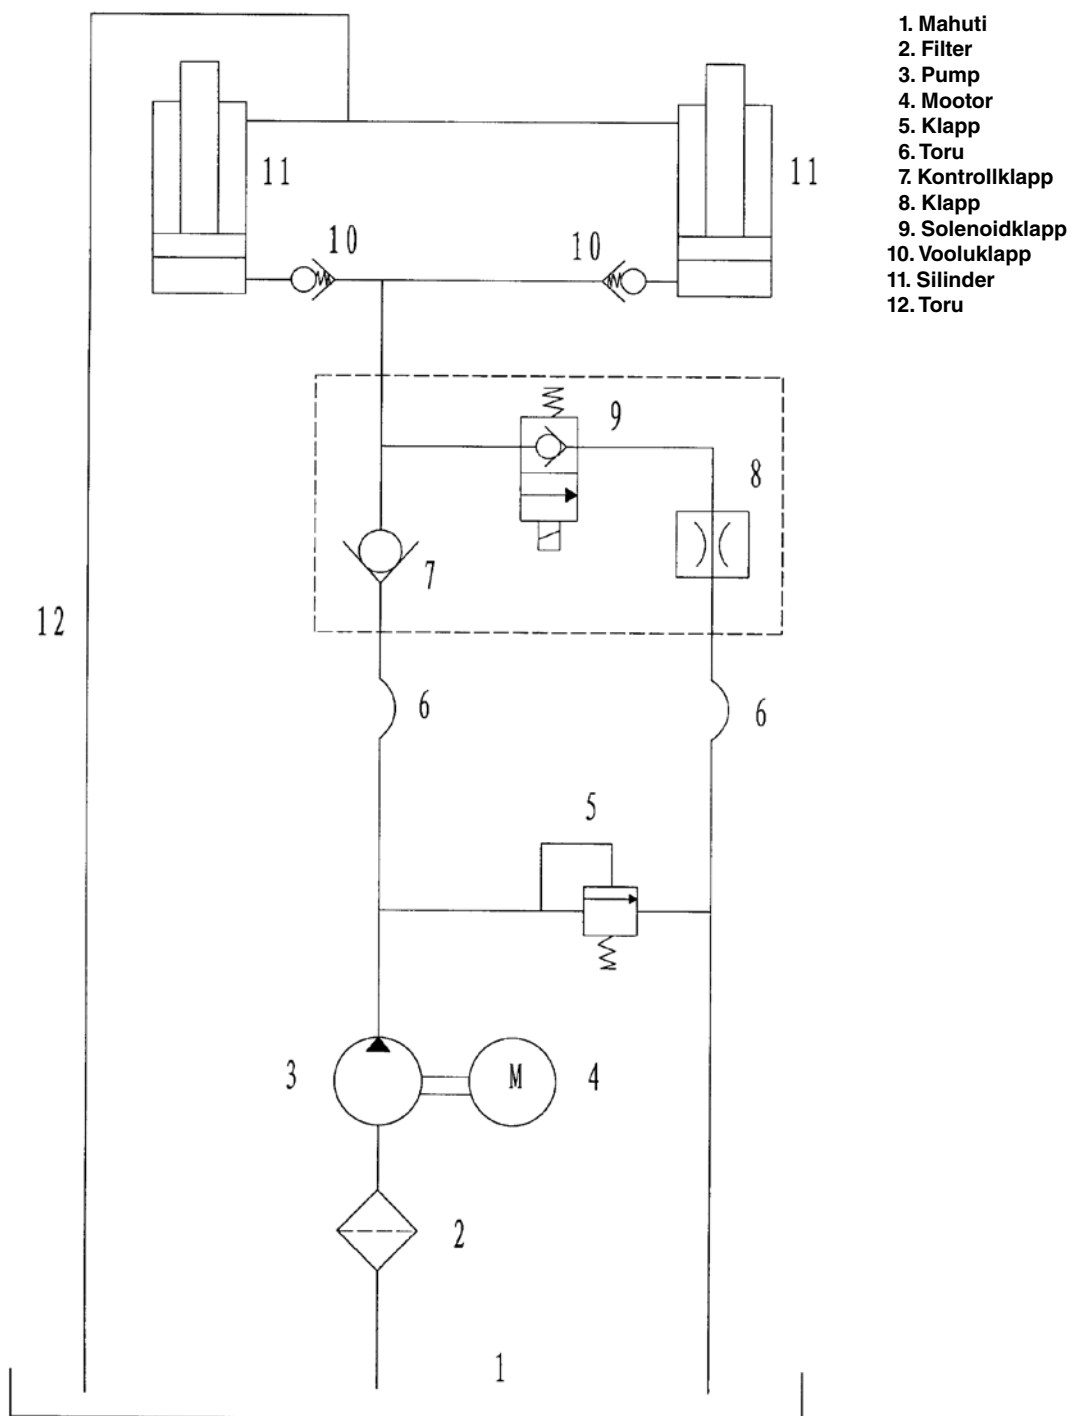 1. Mahuti
2. Filter
3. Pump
4. Mootor
5. Klapp
6. Toru
7. Kontrollklapp
8. Klapp
9. Solenoidklapp
10. Vooluklapp
11. Silinder
12. Toru
11
11
10
10
9
8
7
12
6
6
5
3
M
4
2
1